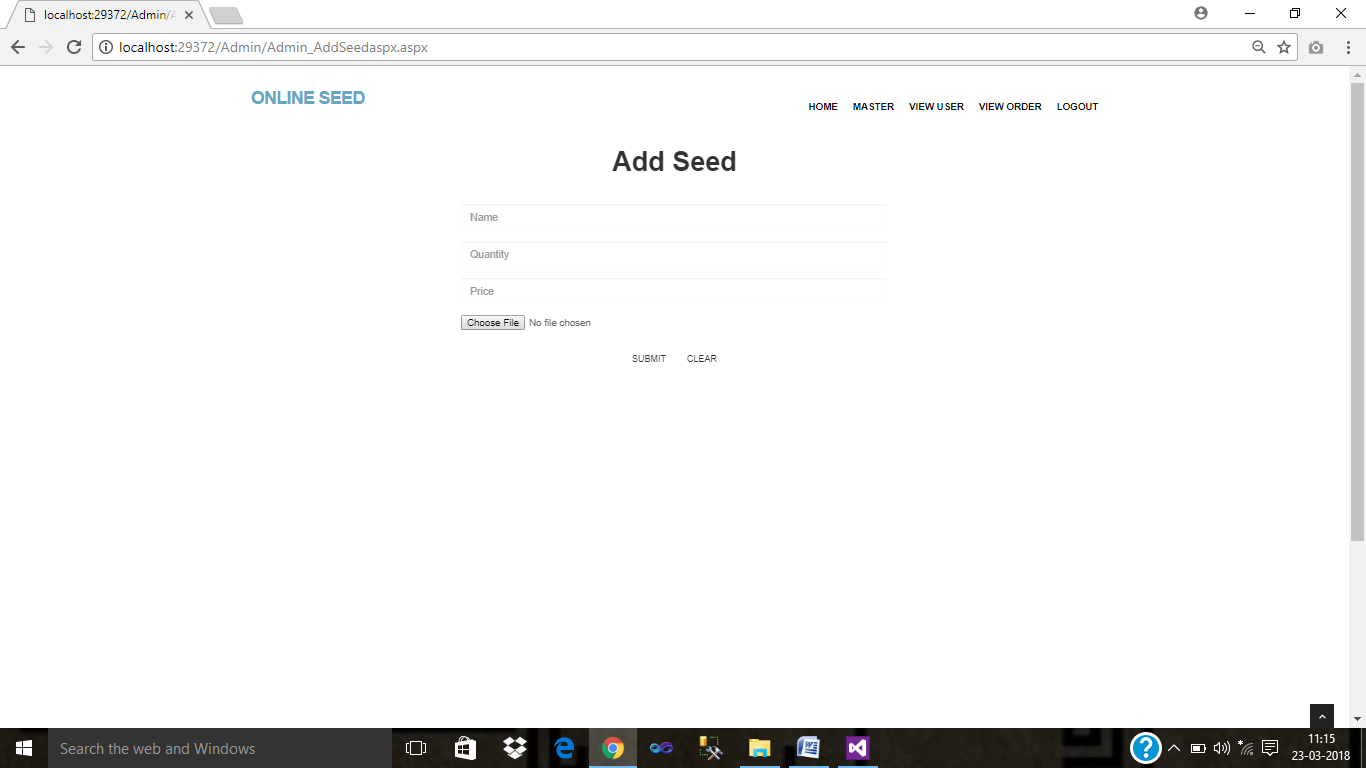 localhost:29372/Admin/A
localhost:29372/Admin/Admin_AddSeedaspx.aspx
ONLINE SEED
HOME MASTER VIEW USER VIEW ORDER LOGOUT
Add Seed
Name
Quantity
Price
Choose File No file chosen
SUBMIT CLEAR
Search the web and Windows
11:15
23-03-2018